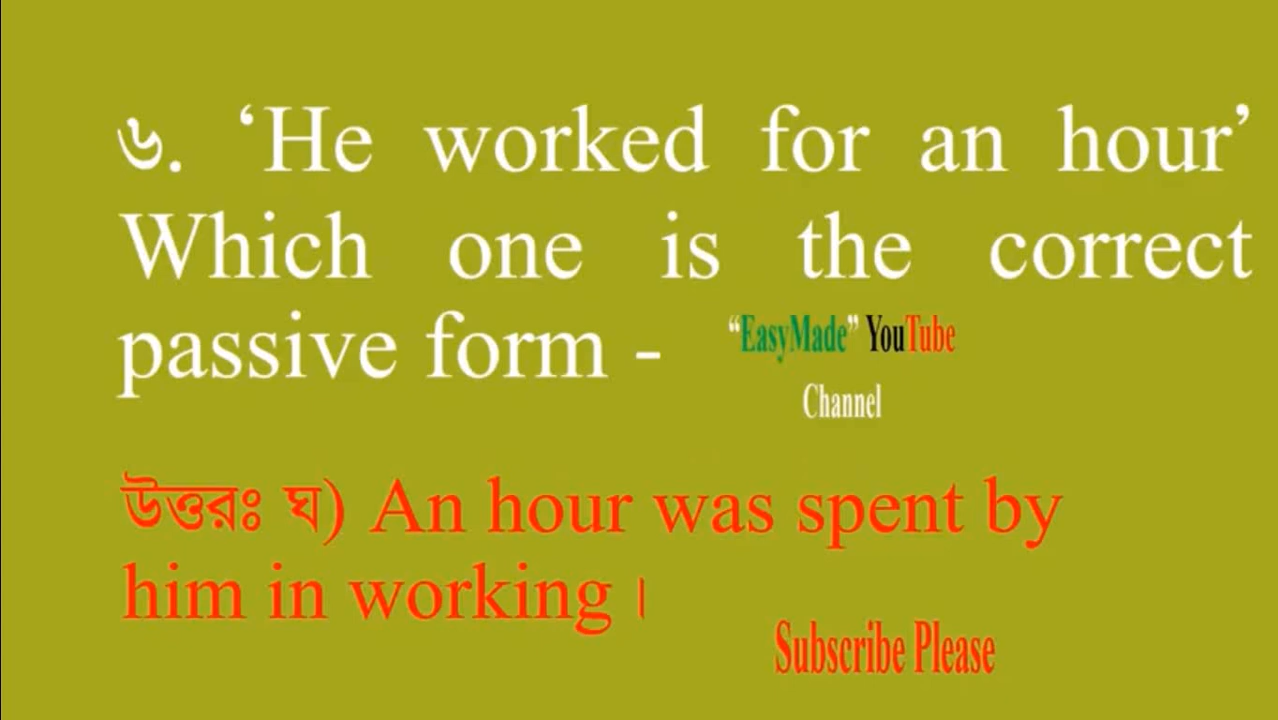 ৬. ‘He worked for an hour’
Which one is the correct
passive form -
“EasyMade” YouTube
Channel
উত্তরঃ ঘ) An hour was spent by
him in working ।
Subscribe Please